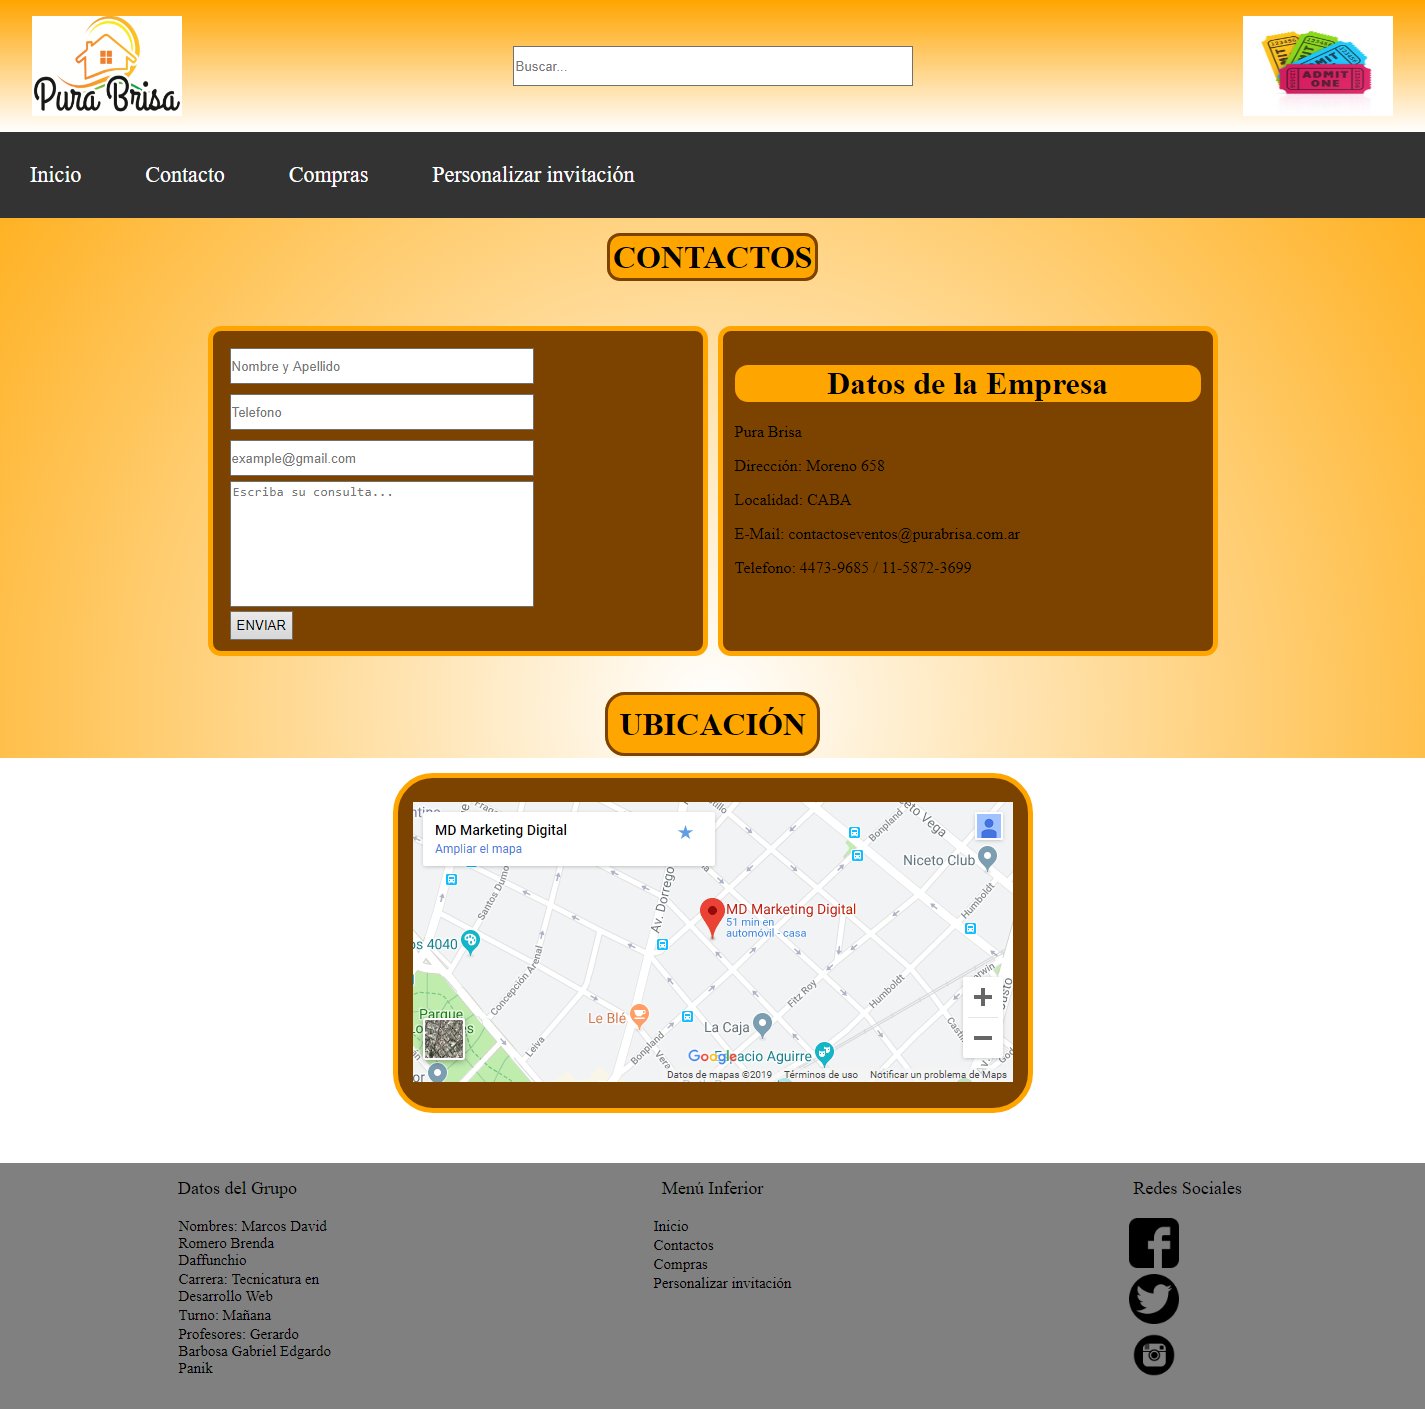 Pura Brisa
Buscar...
ADMIT
ONE
Inicio
Contacto
Compras
Personalizar invitación
CONTACTOS
Nombre y Apellido
Telefono
example@gmail.com
Escriba su consulta...
ENVIAR
Datos de la Empresa
Pura Brisa
Dirección: Moreno 658
Localidad: CABA
E-Mail: contactoseventos@purabrisa.com.ar
Telefono: 4473-9685 / 11-5872-3699
UBICACIÓN
MD Marketing Digital
Ampliar el mapa
Bonpland
Niceto Club
Santos Dumo
Av. Dorrego
Humboldt
MD Marketing Digital
51 min en
automóvil - casa
os 4040
Concepción Arenal
Fitz Roy
Humboldt
Parque
Le Blé
La Caja
Leiva
Bonpland
Google
acio Aguirre
Datos de mapas ©2019
Términos de uso
Notificar un problema de Maps
Datos del Grupo
Nombres: Marcos David
Romero Brenda
Daffunchio
Carrera: Tecnicatura en
Desarrollo Web
Turno: Mañana
Profesores: Gerardo
Barbosa Gabriel Edgardo
Panik
Menú Inferior
Inicio
Contactos
Compras
Personalizar invitación
Redes Sociales